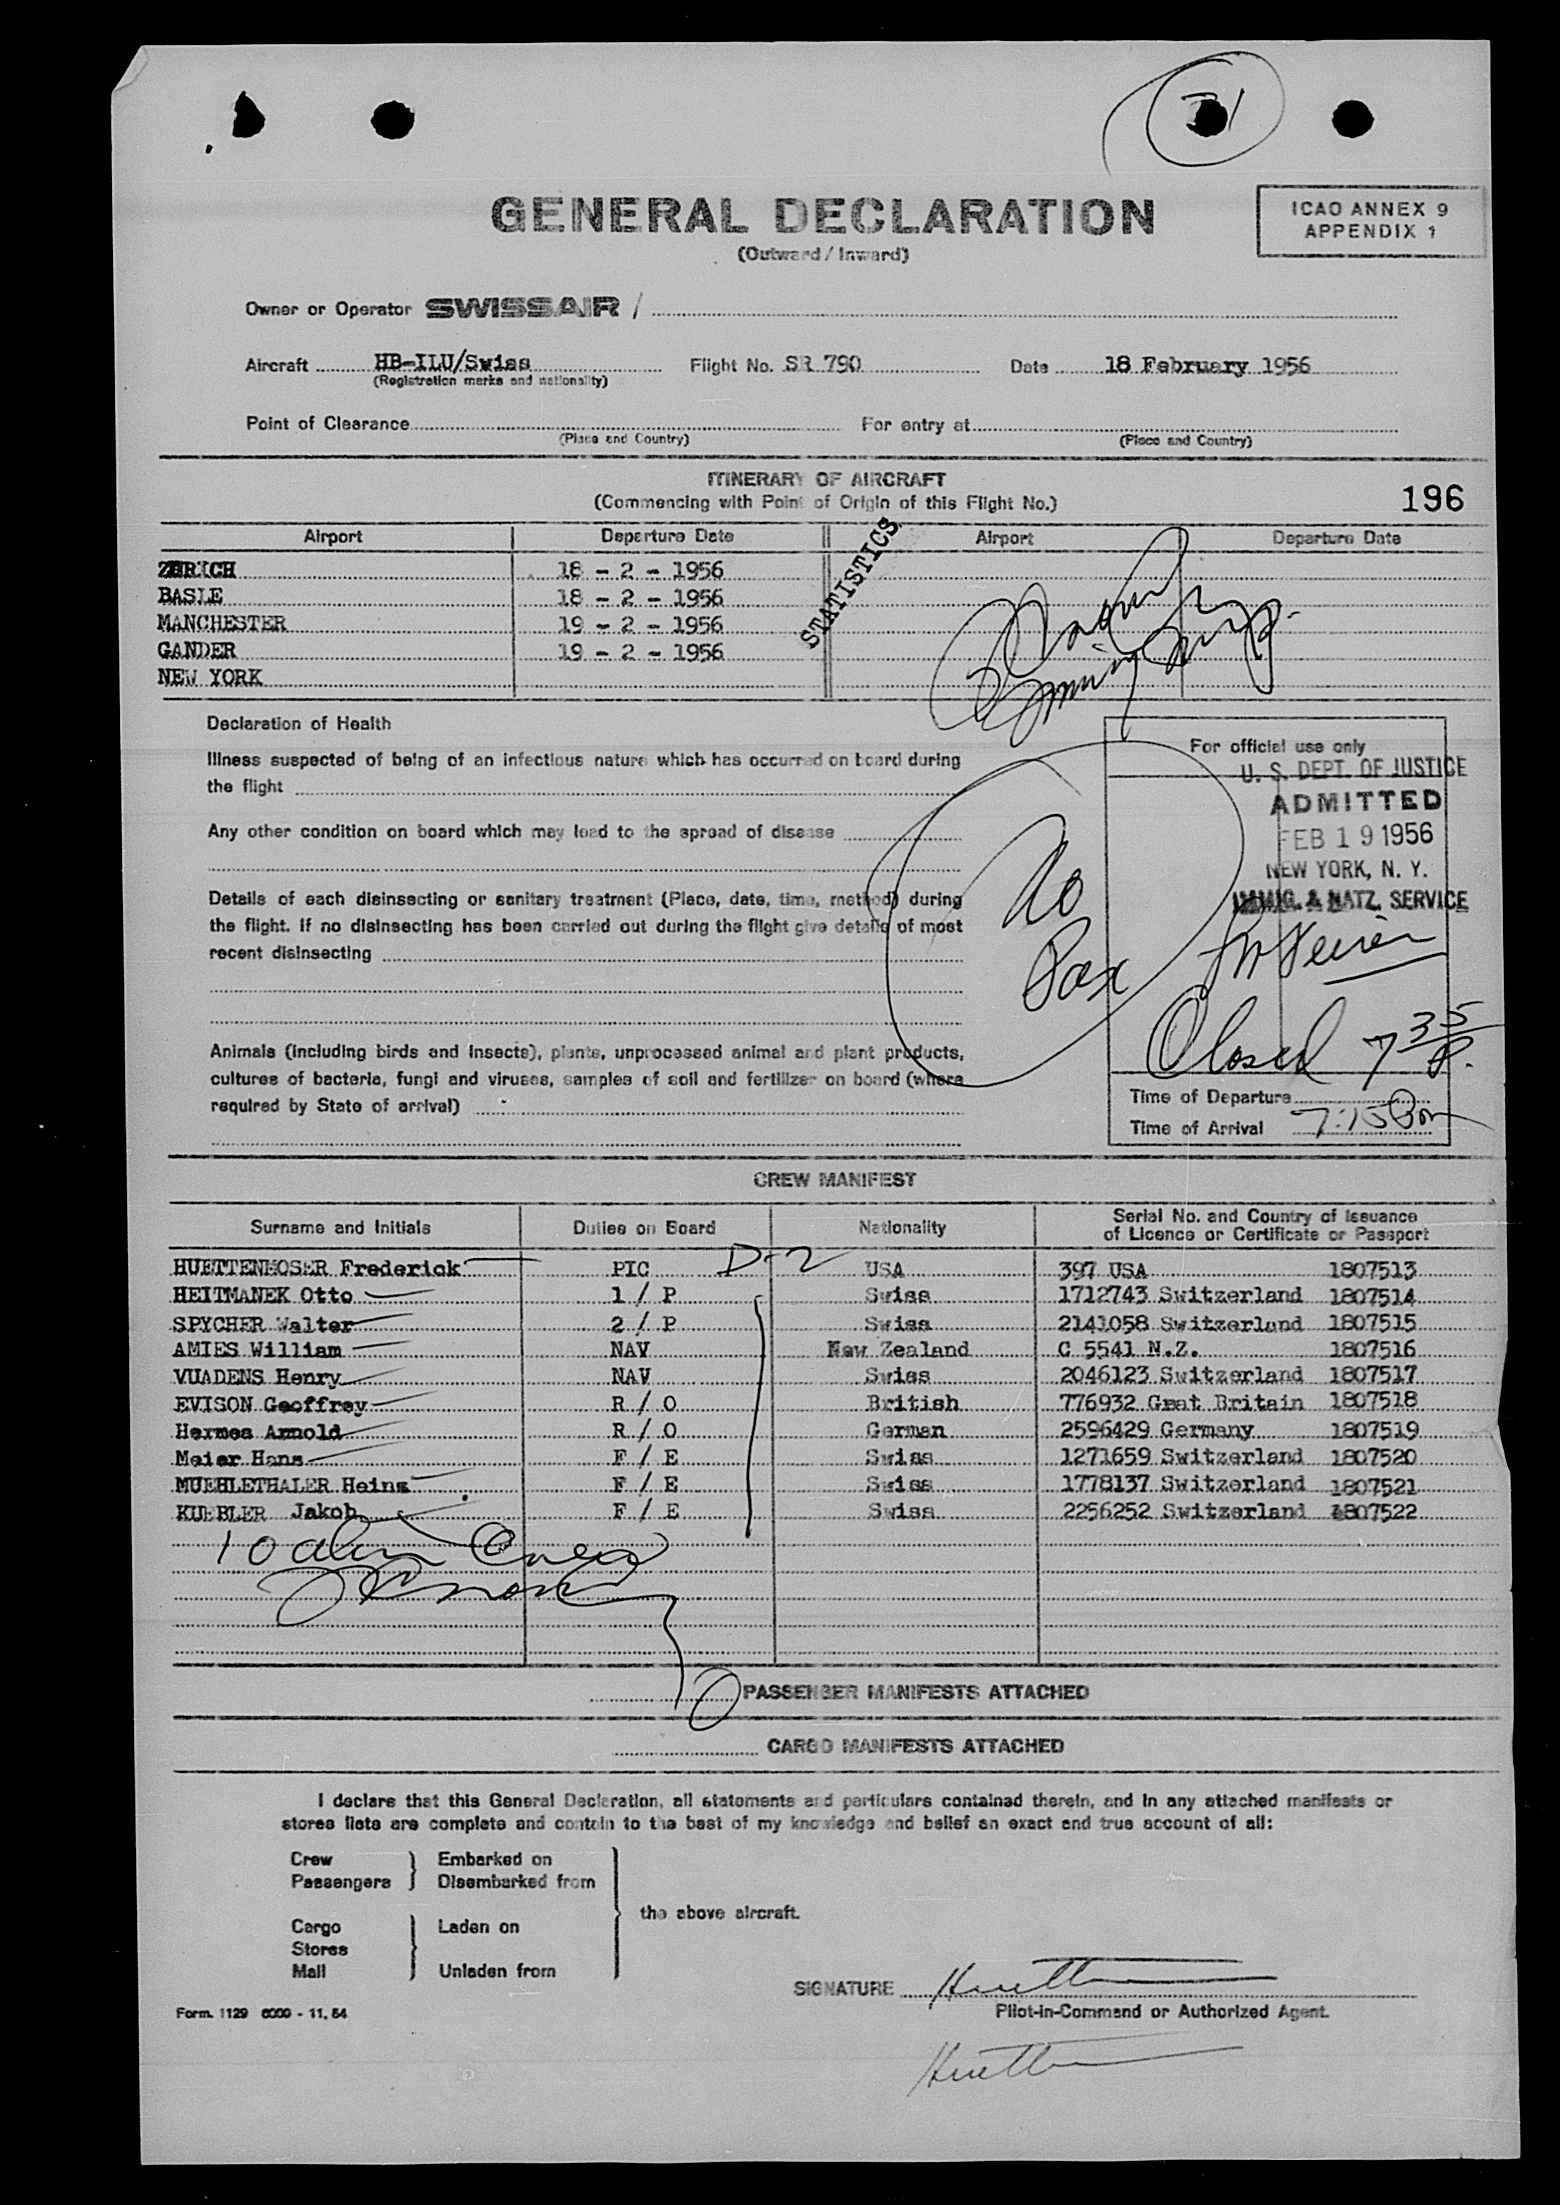 GENERAL DECLARATION
(Outward / Inward)
ICAO ANNEX 9
APPENDIX 1
Owner or Operator SWISSAIR /
Aircraft HB-ILU/Swiss Flight No. SR 790 Date 18 February 1956
(Registration marks and nationality)
Point of Clearance For entry at
(Place and Country) (Place and Country)
ITINERARY OF AIRCRAFT
(Commencing with Point of Origin of this Flight No.)
196
Airport Departure Date Airport Departure Date
STATISTICS
ZURICH 18 - 2 - 1956
BASLE 18 - 2 - 1956
MANCHESTER 19 - 2 - 1956
GANDER 19 - 2 - 1956
NEW YORK
Declaration of Health
Illness suspected of being of an infectious nature which has occurred on board during
the flight
Any other condition on board which may lead to the spread of disease
Details of each disinsecting or sanitary treatment (Place, date, time, method) during
the flight. If no disinsecting has been carried out during the flight give details of most
recent disinsecting
Animals (including birds and insects), plants, unprocessed animal and plant products,
cultures of bacteria, fungi and viruses, samples of soil and fertilizer on board (where
required by State of arrival)
No
Pax
For official use only
U. S. DEPT. OF JUSTICE
ADMITTED
FEB 19 1956
NEW YORK, N. Y.
IMMIG. & NATZ. SERVICE
Closed 7 35 P.
Time of Departure
Time of Arrival 7:15 Pm
CREW MANIFEST
Surname and Initials Duties on Board Nationality Serial No. and Country of Issuance
of Licence or Certificate or Passport
D-2
HUETTENMOSER Frederick PIC USA 397 USA 1807513
HEITMANEK Otto 1 / P Swiss 1712743 Switzerland 1807514
SPYCHER Walter 2 / P Swiss 2141058 Switzerland 1807515
AMIES William NAV New Zealand C 5541 N.Z. 1807516
VUADENS Henry NAV Swiss 2046123 Switzerland 1807517
EVISON Geoffrey R / O British 776932 Great Britain 1807518
Hermes Arnold R / O German 2596429 Germany 1807519
Meier Hans F / E Swiss 1271659 Switzerland 1807520
MUEHLETHALER Heinz F / E Swiss 1778137 Switzerland 1807521
KUEBLER Jakob F / E Swiss 2256252 Switzerland 1807522
10 alien Crew
0 PASSENGER MANIFESTS ATTACHED
CARGO MANIFESTS ATTACHED
I declare that this General Declaration, all statements and particulars contained therein, and in any attached manifests or
stores lists are complete and contain to the best of my knowledge and belief an exact and true account of all:
Crew Embarked on
Passengers Disembarked from
the above aircraft.
Cargo Laden on
Stores
Mail Unladen from
SIGNATURE
Pilot-in-Command or Authorized Agent.
Form. 1129 6000 - 11. 54